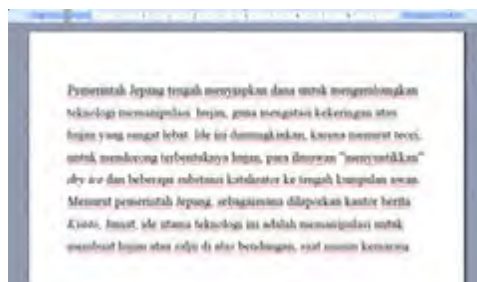 Pemerintah Jepang tengah menyiapkan dana untuk mengembangkan
teknologi memanipulasi hujan, guna mengatasi kekeringan atau
hujan yang sangat lebat. Ide ini dimungkinkan, karena menurut teori,
untuk mendorong terbentuknya hujan, para ilmuwan "menyuntikkan"
dry ice dan beberapa substansi katalisator ke tengah kumpulan awan.
Menurut pemerintah Jepang, sebagaimana dilaporkan kantor berita
Kyodo, Jumat, ide utama teknologi ini adalah memanipulasi untuk
membuat hujan atau salju di atas bendungan, saat musim kemarau